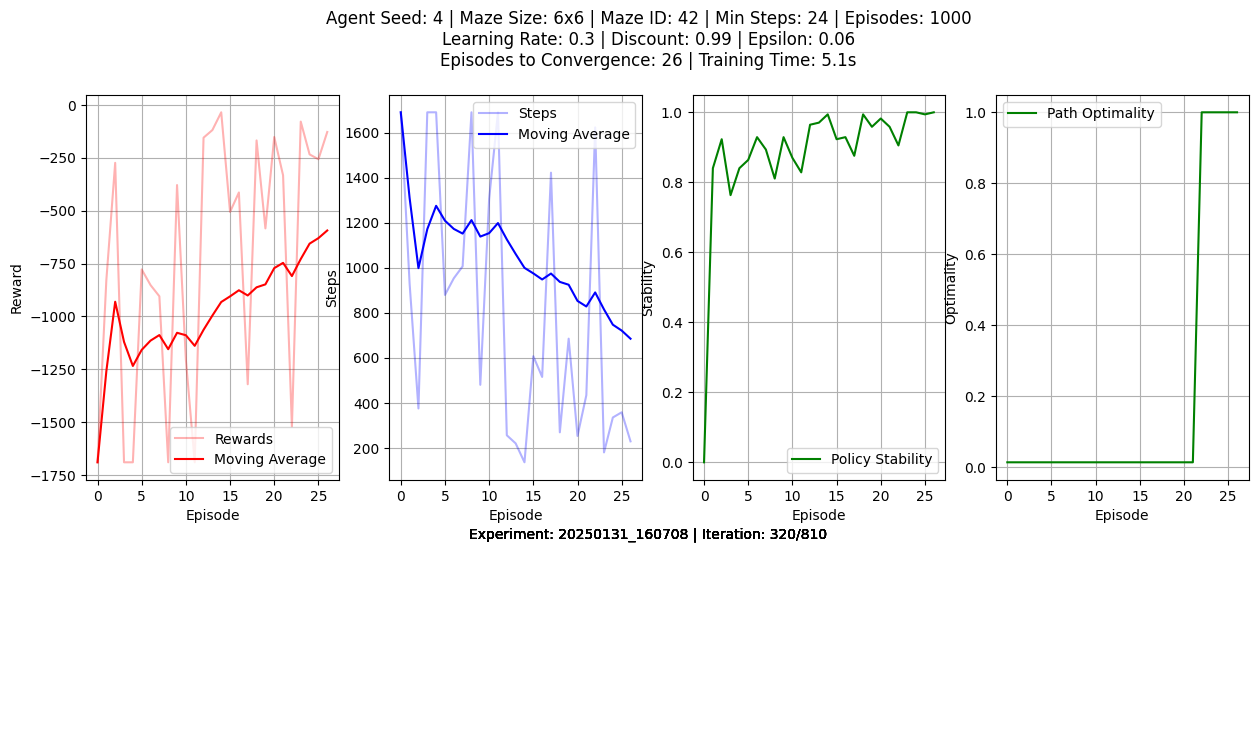 Agent Seed: 4 | Maze Size: 6x6 | Maze ID: 42 | Min Steps: 24 | Episodes: 1000
Learning Rate: 0.3 | Discount: 0.99 | Epsilon: 0.06
Episodes to Convergence: 26 | Training Time: 5.1s
Reward
0
−250
−500
−750
−1000
−1250
−1500
−1750
Rewards
Moving Average
0 5 10 15 20 25
Episode
Steps
1600
1400
1200
1000
800
600
400
200
Steps
Moving Average
0 5 10 15 20 25
Episode
Stability
1.0
0.8
0.6
0.4
0.2
0.0
Policy Stability
0 5 10 15 20 25
Episode
Optimality
1.0
0.8
0.6
0.4
0.2
0.0
Path Optimality
0 5 10 15 20 25
Episode
Experiment: 20250131_160708 | Iteration: 320/810